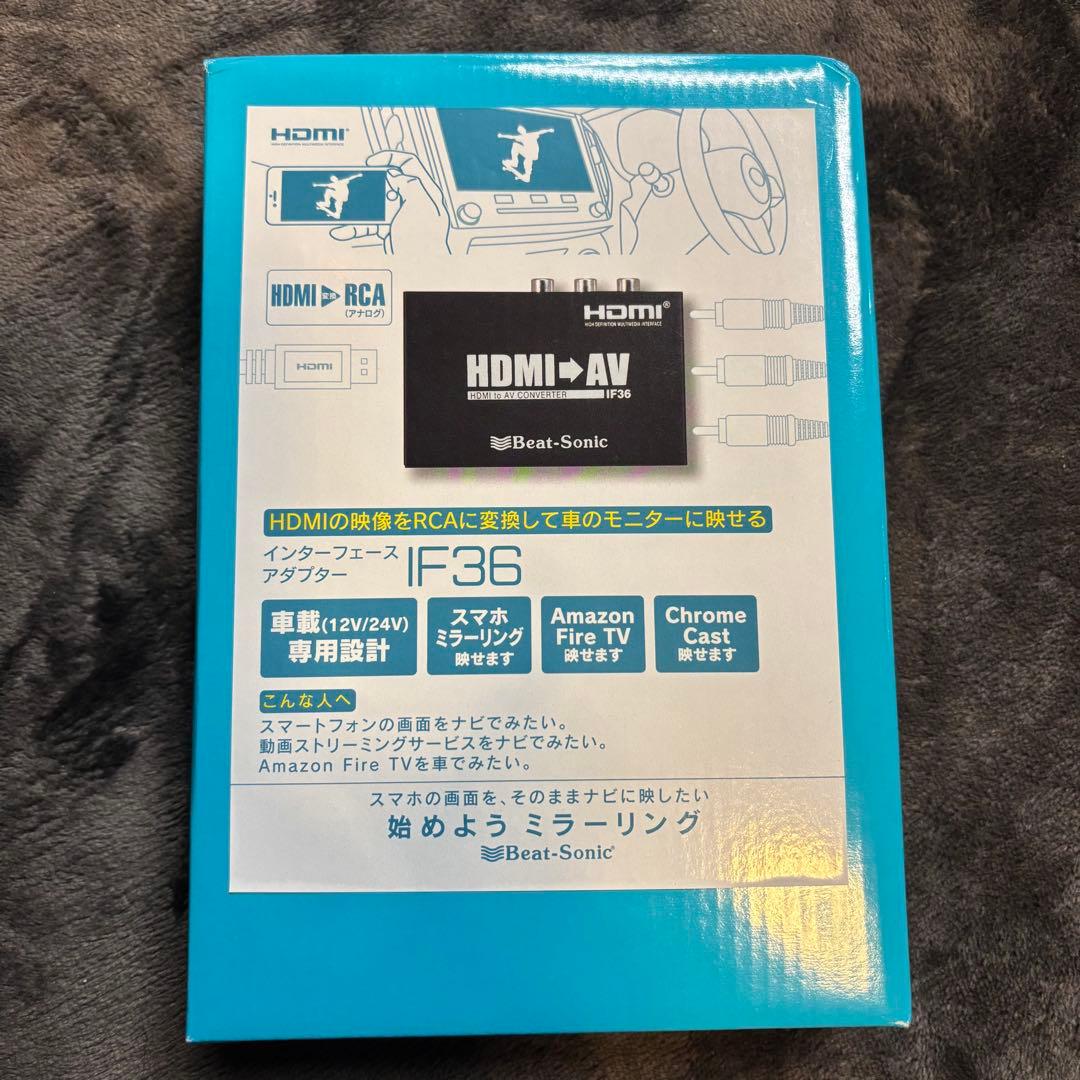 HDMI®
HIGH-DEFINITION MULTIMEDIA INTERFACE
HDMI 変換 RCA
(アナログ)
HDMI
HDMI®
HIGH DEFINITION MULTIMEDIA INTERFACE
HDMI➡AV
HDMI to AV CONVERTER IF36
Beat-Sonic
HDMIの映像をRCAに変換して車のモニターに映せる
インターフェース
アダプター
IF36
車載(12V/24V)
専用設計
スマホ
ミラーリング
映せます
Amazon
Fire TV
映せます
Chrome
Cast
映せます
こんな人へ
スマートフォンの画面をナビでみたい。
動画ストリーミングサービスをナビでみたい。
Amazon Fire TVを車でみたい。
スマホの画面を、そのままナビに映したい
始めよう ミラーリング
Beat-Sonic®